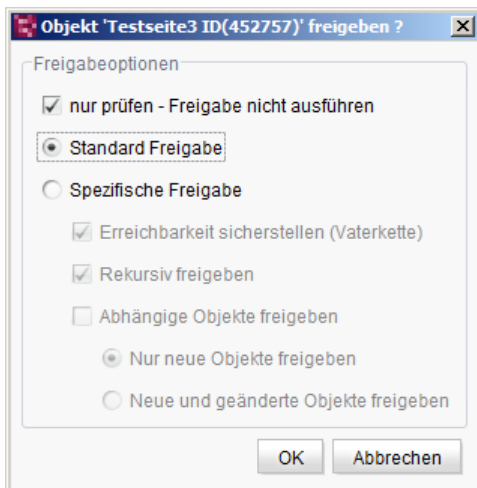 Objekt 'Testseite3 ID(452757)' freigeben ?
Freigabeoptionen
nur prüfen - Freigabe nicht ausführen
Standard Freigabe
Spezifische Freigabe
Erreichbarkeit sicherstellen (Vaterkette)
Rekursiv freigeben
Abhängige Objekte freigeben
Nur neue Objekte freigeben
Neue und geänderte Objekte freigeben
OK Abbrechen